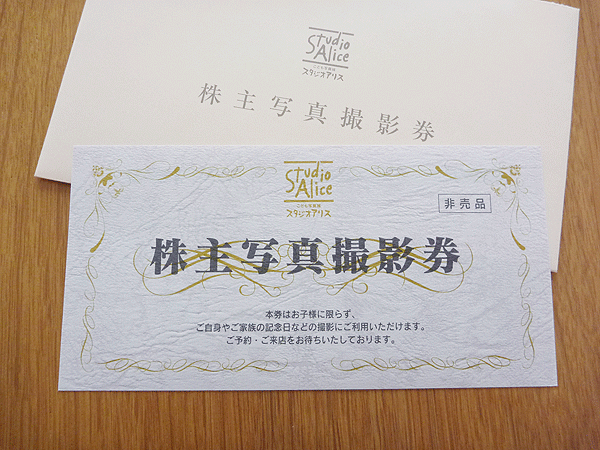 Studio
Alice
こども写真館
スタジオアリス
株主写真撮影券
Studio
Alice
こども写真館
スタジオアリス
非売品
株主写真撮影券
本券はお子様に限らず、
ご自身やご家族の記念日などの撮影にご利用いただけます。
ご予約・ご来店をお待ちいたしております。